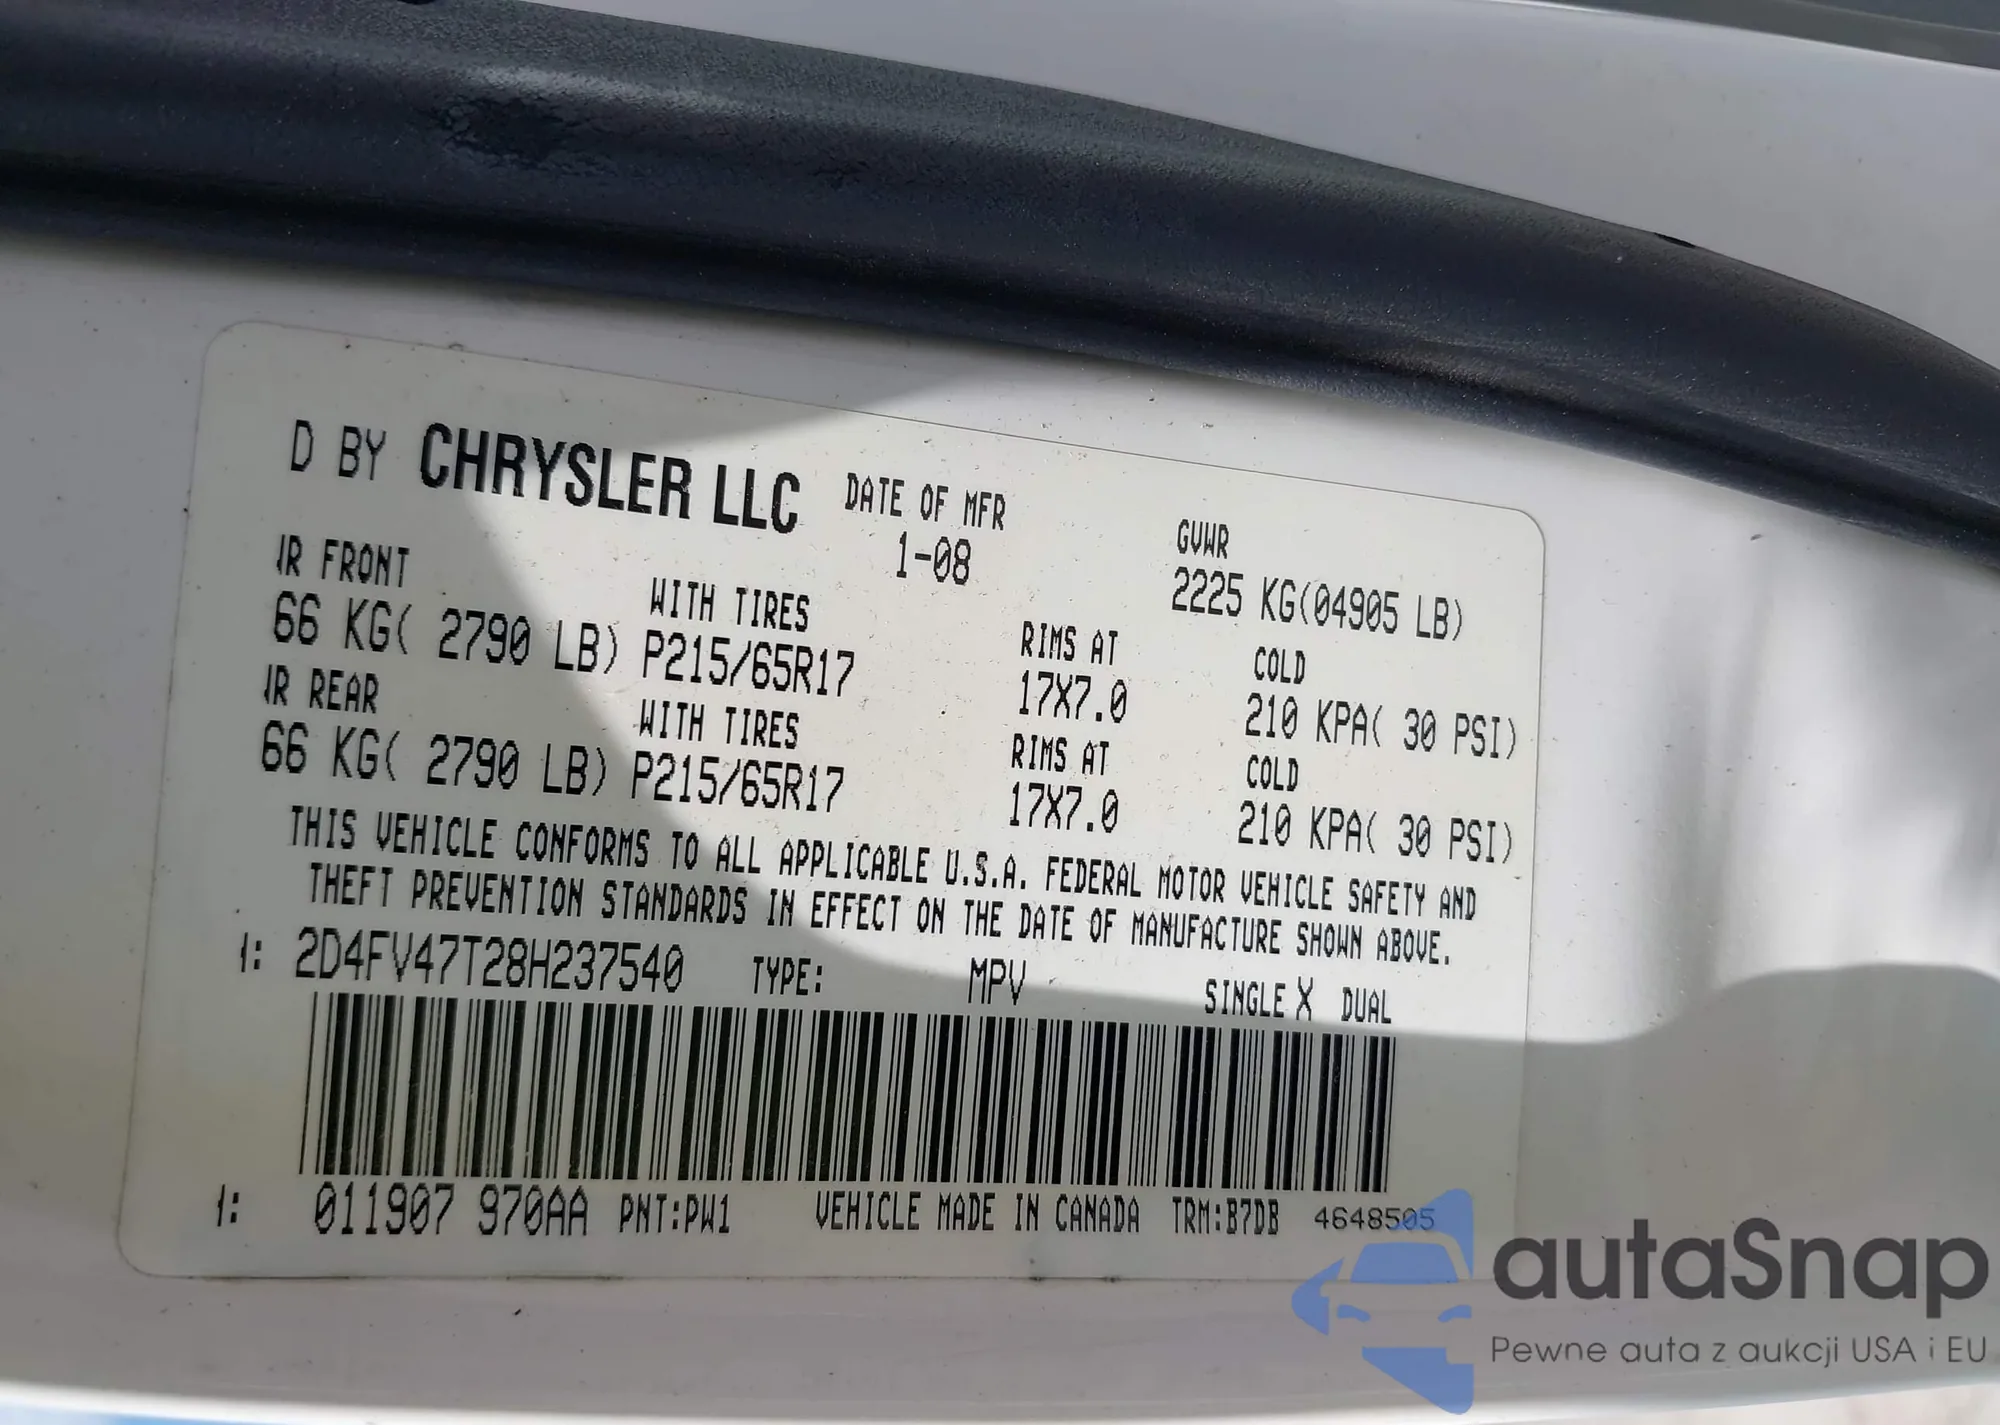 D BY CHRYSLER LLC DATE OF MFR GVWR
1-08 2225 KG(04905 LB)
R FRONT WITH TIRES RIMS AT COLD
66 KG( 2790 LB) P215/65R17 17X7.0 210 KPA( 30 PSI)
R REAR WITH TIRES RIMS AT COLD
66 KG( 2790 LB) P215/65R17 17X7.0 210 KPA( 30 PSI)
THIS VEHICLE CONFORMS TO ALL APPLICABLE U.S.A. FEDERAL MOTOR VEHICLE SAFETY AND
THEFT PREVENTION STANDARDS IN EFFECT ON THE DATE OF MANUFACTURE SHOWN ABOVE.
: 2D4FV47T28H237540 TYPE: MPV SINGLE X DUAL
: 011907 970AA PNT:PW1 VEHICLE MADE IN CANADA TRM:B7DB 4648505
autaSnap
Pewne auta z aukcji USA i EU